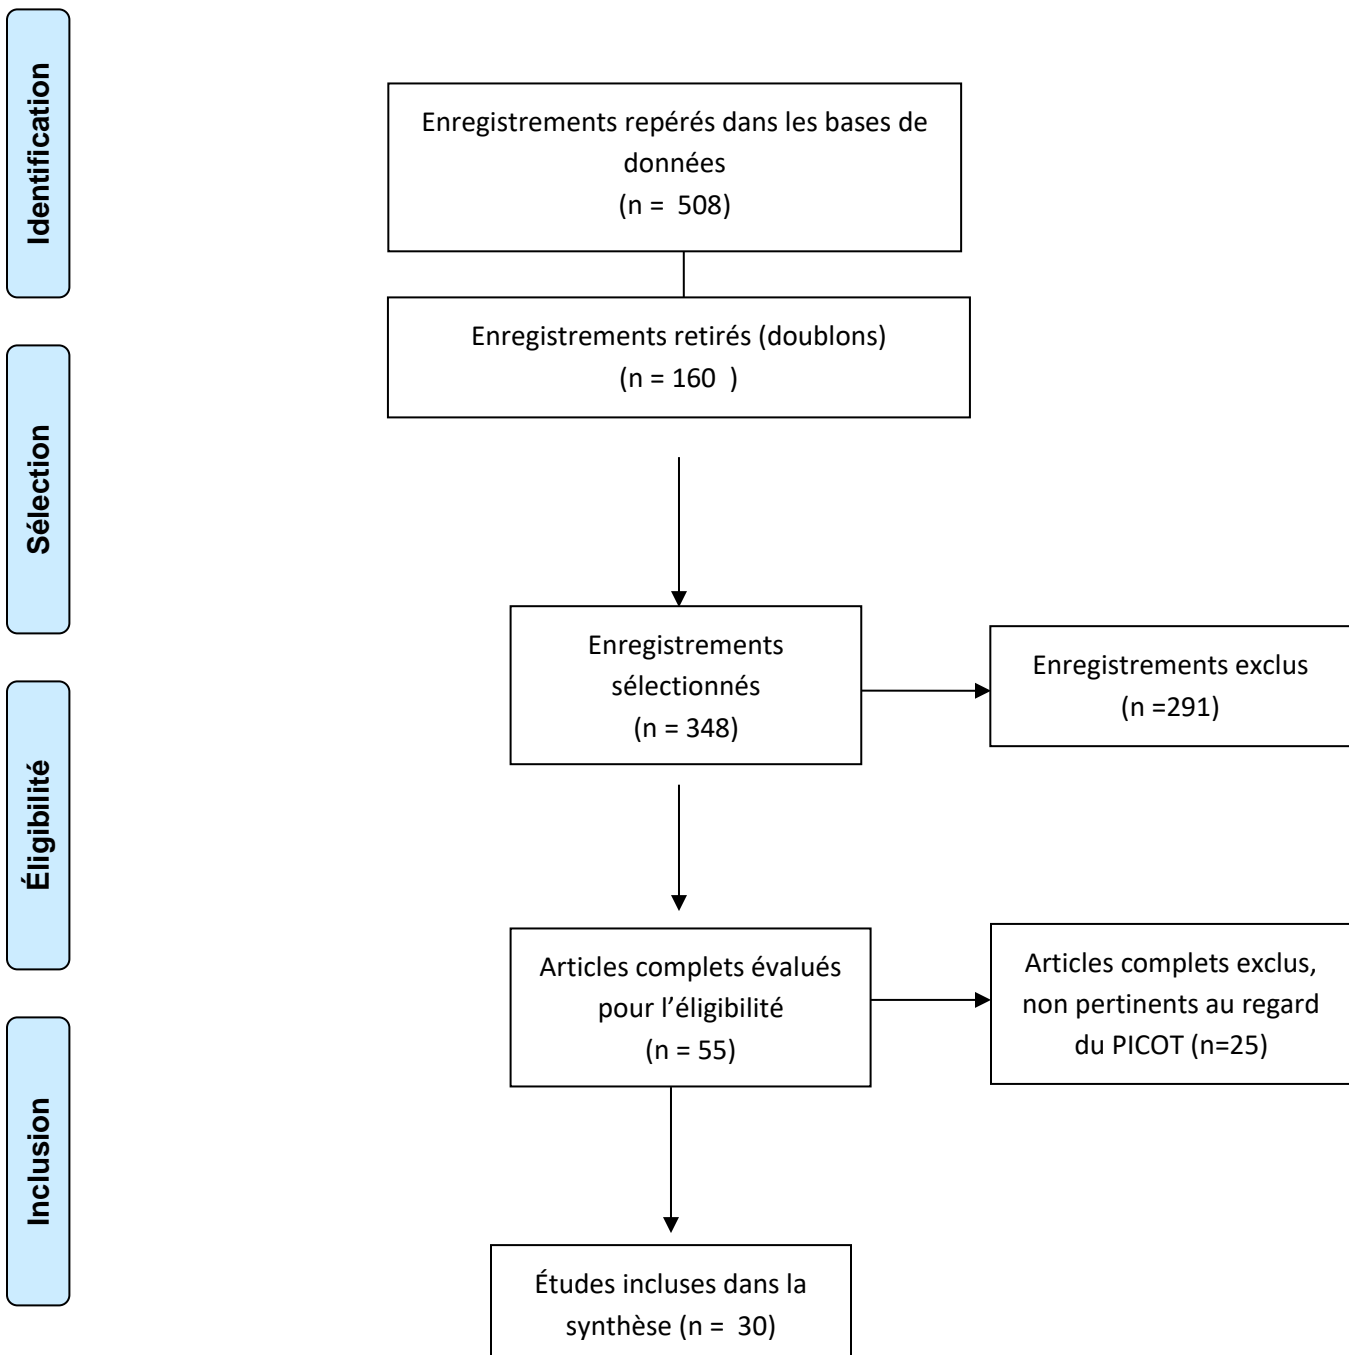 Identification
Enregistrements repérés dans les bases de
données
(n = 508)
Enregistrements retirés (doublons)
(n = 160 )
Sélection
Enregistrements
sélectionnés
(n = 348)
Enregistrements exclus
(n =291)
Éligibilité
Articles complets évalués
pour l’éligibilité
(n = 55)
Articles complets exclus,
non pertinents au regard
du PICOT (n=25)
Inclusion
Études incluses dans la
synthèse (n = 30)